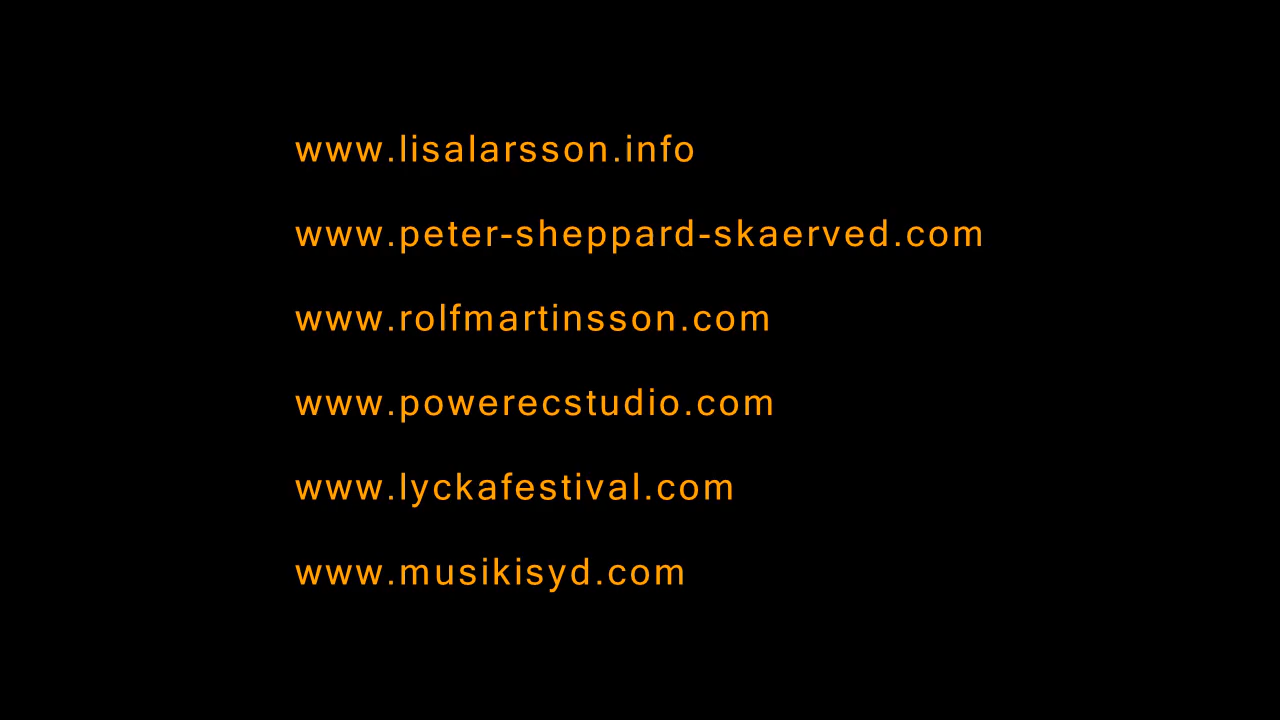 www.lisalarsson.info
www.peter-sheppard-skaerved.com
www.rolfmartinsson.com
www.powerecstudio.com
www.lyckafestival.com
www.musikisyd.com